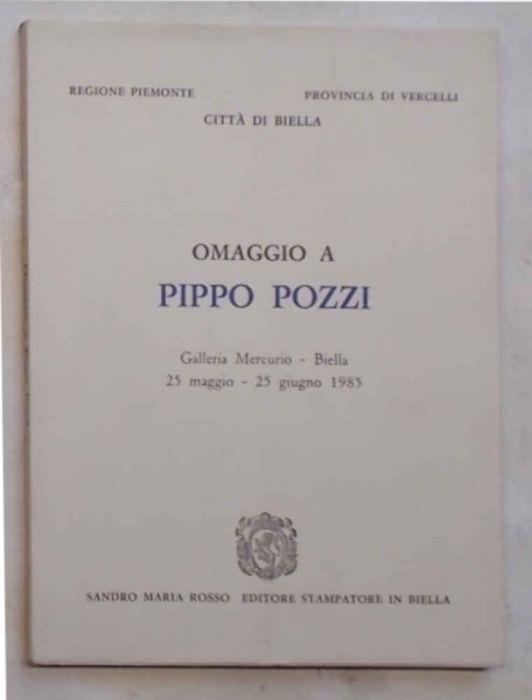 REGIONE PIEMONTE PROVINCIA DI VERCELLI
CITTÀ DI BIELLA
OMAGGIO A
PIPPO POZZI
Galleria Mercurio - Biella
25 maggio - 25 giugno 1985
SANDRO MARIA ROSSO EDITORE STAMPATORE IN BIELLA